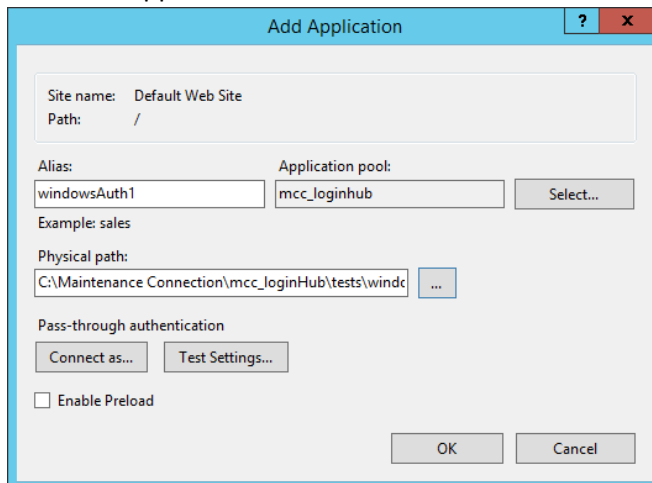 Add Application
?
x
Site name: Default Web Site
Path: /
Alias:
Application pool:
windowsAuth1
mcc_loginhub
Select...
Example: sales
Physical path:
C:\Maintenance Connection\mcc_loginHub\tests\windo
...
Pass-through authentication
Connect as...
Test Settings...
Enable Preload
OK
Cancel